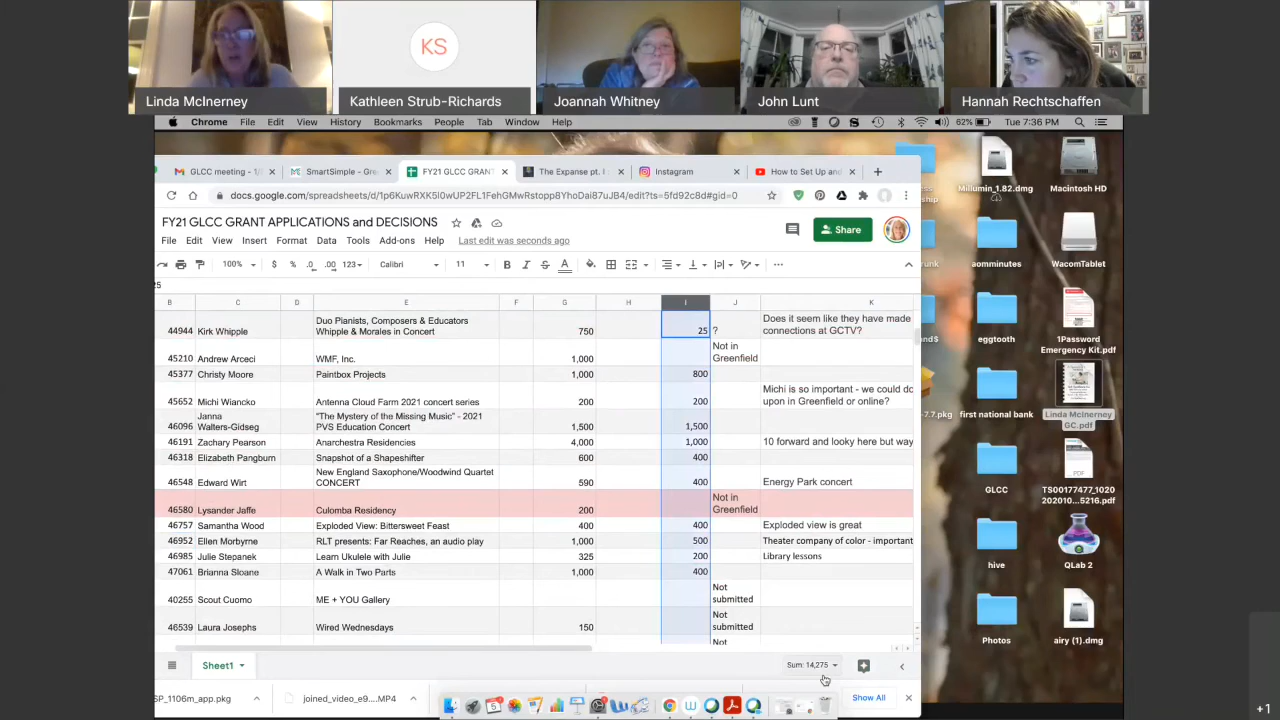 KS
Linda McInerney
Kathleen Strub-Richards
Joannah Whitney
John Lunt
Hannah Rechtschaffen
Chrome File Edit View History Bookmarks People Tab Window Help
62% Tue 7:36 PM
GLCC meeting - 1/ SmartSimple - Gre FY21 GLCC GRANT The Expanse pt. I Instagram How to Set Up and
FY21 GLCC GRANT APPLICATIONS and DECISIONS
Share
File Edit View Insert Format Data Tools Add-ons Help Last edit was seconds ago
100% $ % .0 .00 123 Calibri 11 B I S A
25
B C D E F G H I J K
44944 Kirk Whipple Duo Pianists, Composers & Educators 750 25 ? Does it seem like they have made
Whipple & Morales in Concert connections at GCTV?
45210 Andrew Arceci WMF, Inc. 1,000 Not in
Greenfield
45377 Christy Moore Paintbox Projects 1,000 800
45652 Michi Wiancko Antenna Cloud Farm 2021 concert series 200 200 Michi is so important - we could do
upon in Greenfield or online?
46096 Janna "The Mystery of the Missing Music" - 2021
Walters-Gidseg PVS Education Concert 1,500 1,500
46191 Zachary Pearson Anarchestra Residencies 4,000 1,000 10 forward and looky here but way
46318 Elizabeth Pangburn Snapshot of a Shapeshifter 600 400
46548 Edward Wirt New England Saxophone/Woodwind Quartet
CONCERT 590 400 Energy Park concert
46580 Lysander Jaffe Culomba Residency 200 Not in
Greenfield
46757 Samantha Wood Exploded View: Bittersweet Feast 400 400 Exploded view is great
46952 Ellen Morbyrne RLT presents: Far Reaches, an audio play 1,000 500 Theater company of color - important
46985 Julie Stepanek Learn Ukulele with Julie 325 200 Library lessons
47061 Brianna Sloane A Walk in Two Parts 1,000 400
40255 Scout Cuomo ME + YOU Gallery Not
submitted
46539 Laura Josephs Wired Wednesdays 150 Not
submitted
Not
Sheet1
Sum: 14,275
SP_1106m_app.pkg
joined_video_e9....MP4
Show All
Miliumin_1.82.dmg
Macintosh HD
aomminutes
WacomTablet
eggtooth
1Password
Emergency Kit.pdf
first national bank
Linda McInerney
GC.pdf
GLCC
TS00177477_1020
202010...5216.pdf
hive
QLab 2
Photos
airy (1).dmg
+1